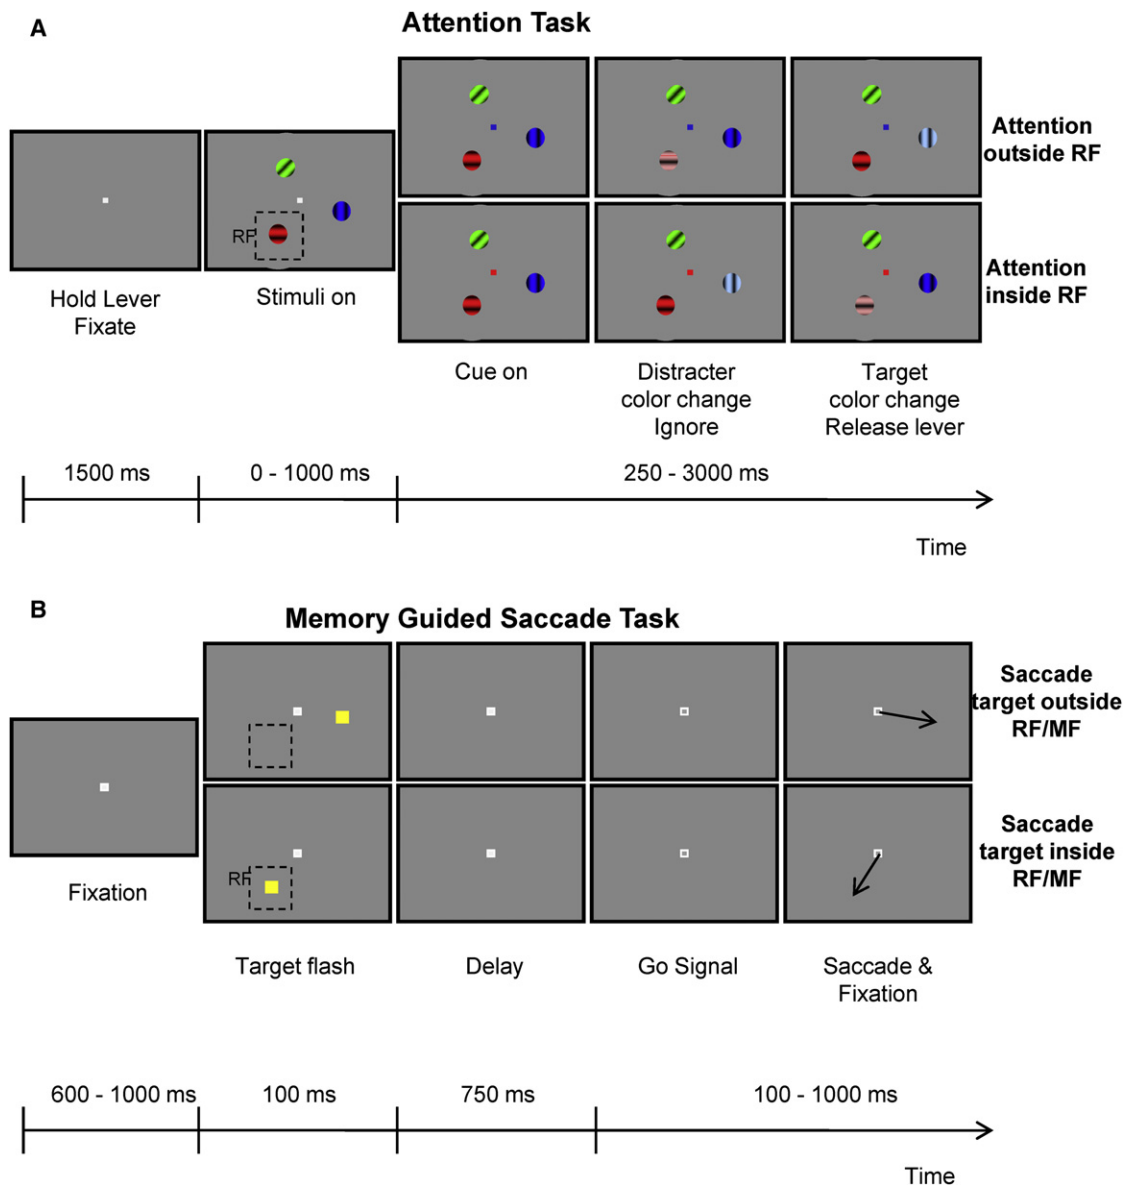 A
Attention Task
RF
Hold Lever
Fixate
Stimuli on
Cue on
Distracter
color change
Ignore
Target
color change
Release lever
Attention
outside RF
Attention
inside RF
1500 ms
0 - 1000 ms
250 - 3000 ms
Time
B
Memory Guided Saccade Task
Saccade
target outside
RF/MF
RF
Saccade
target inside
RF/MF
Fixation
Target flash
Delay
Go Signal
Saccade &
Fixation
600 - 1000 ms
100 ms
750 ms
100 - 1000 ms
Time